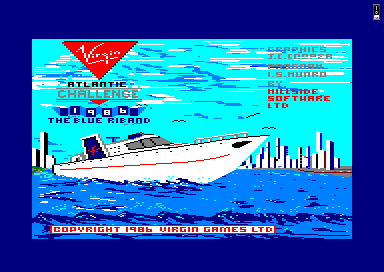 Virgin
ATLANTIC
CHALLENGE
1986
THE BLUE RIBAND
GRAPHICS
J.C.COOPER
PROGRAM
I.S.MUNRO
BY
HILLSIDE
SOFTWARE
LTD
COPYRIGHT 1986 VIRGIN GAMES LTD